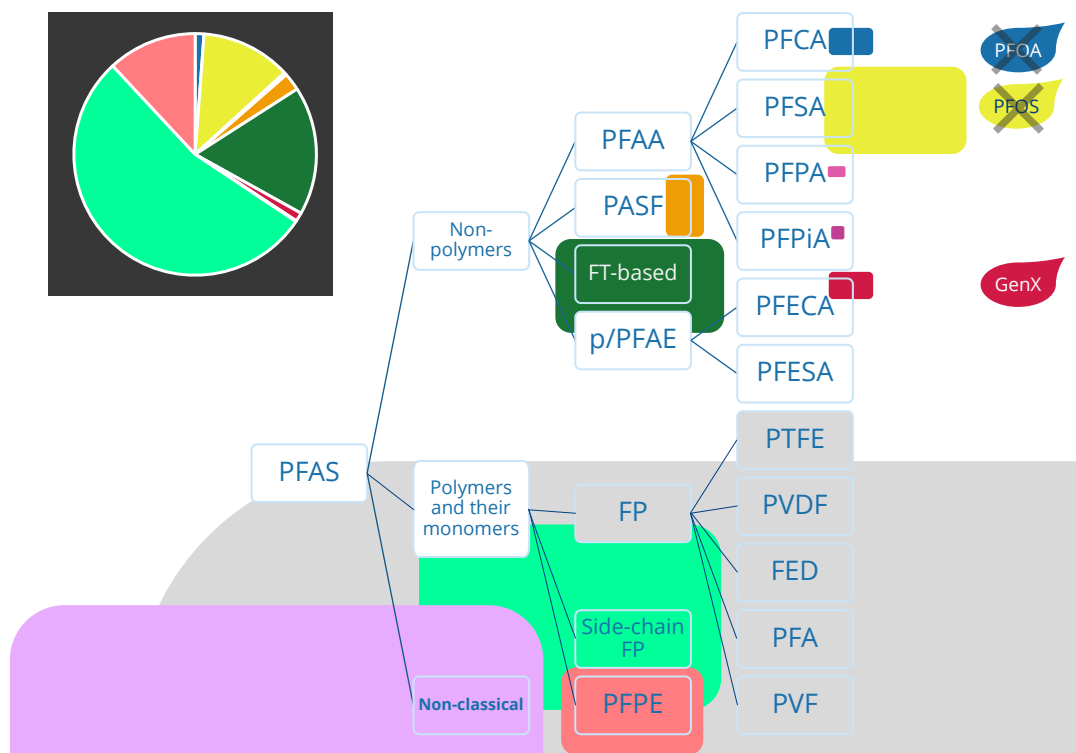 PFCA
PFOA
PFSA
PFOS
PFAA
PFPA
PASF
Non-
polymers
PFPiA
FT-based
GenX
PFECA
p/PFAE
PFESA
PTFE
PFAS
Polymers
and their
monomers
FP
PVDF
FED
Side-chain
FP
PFA
Non-classical
PFPE
PVF